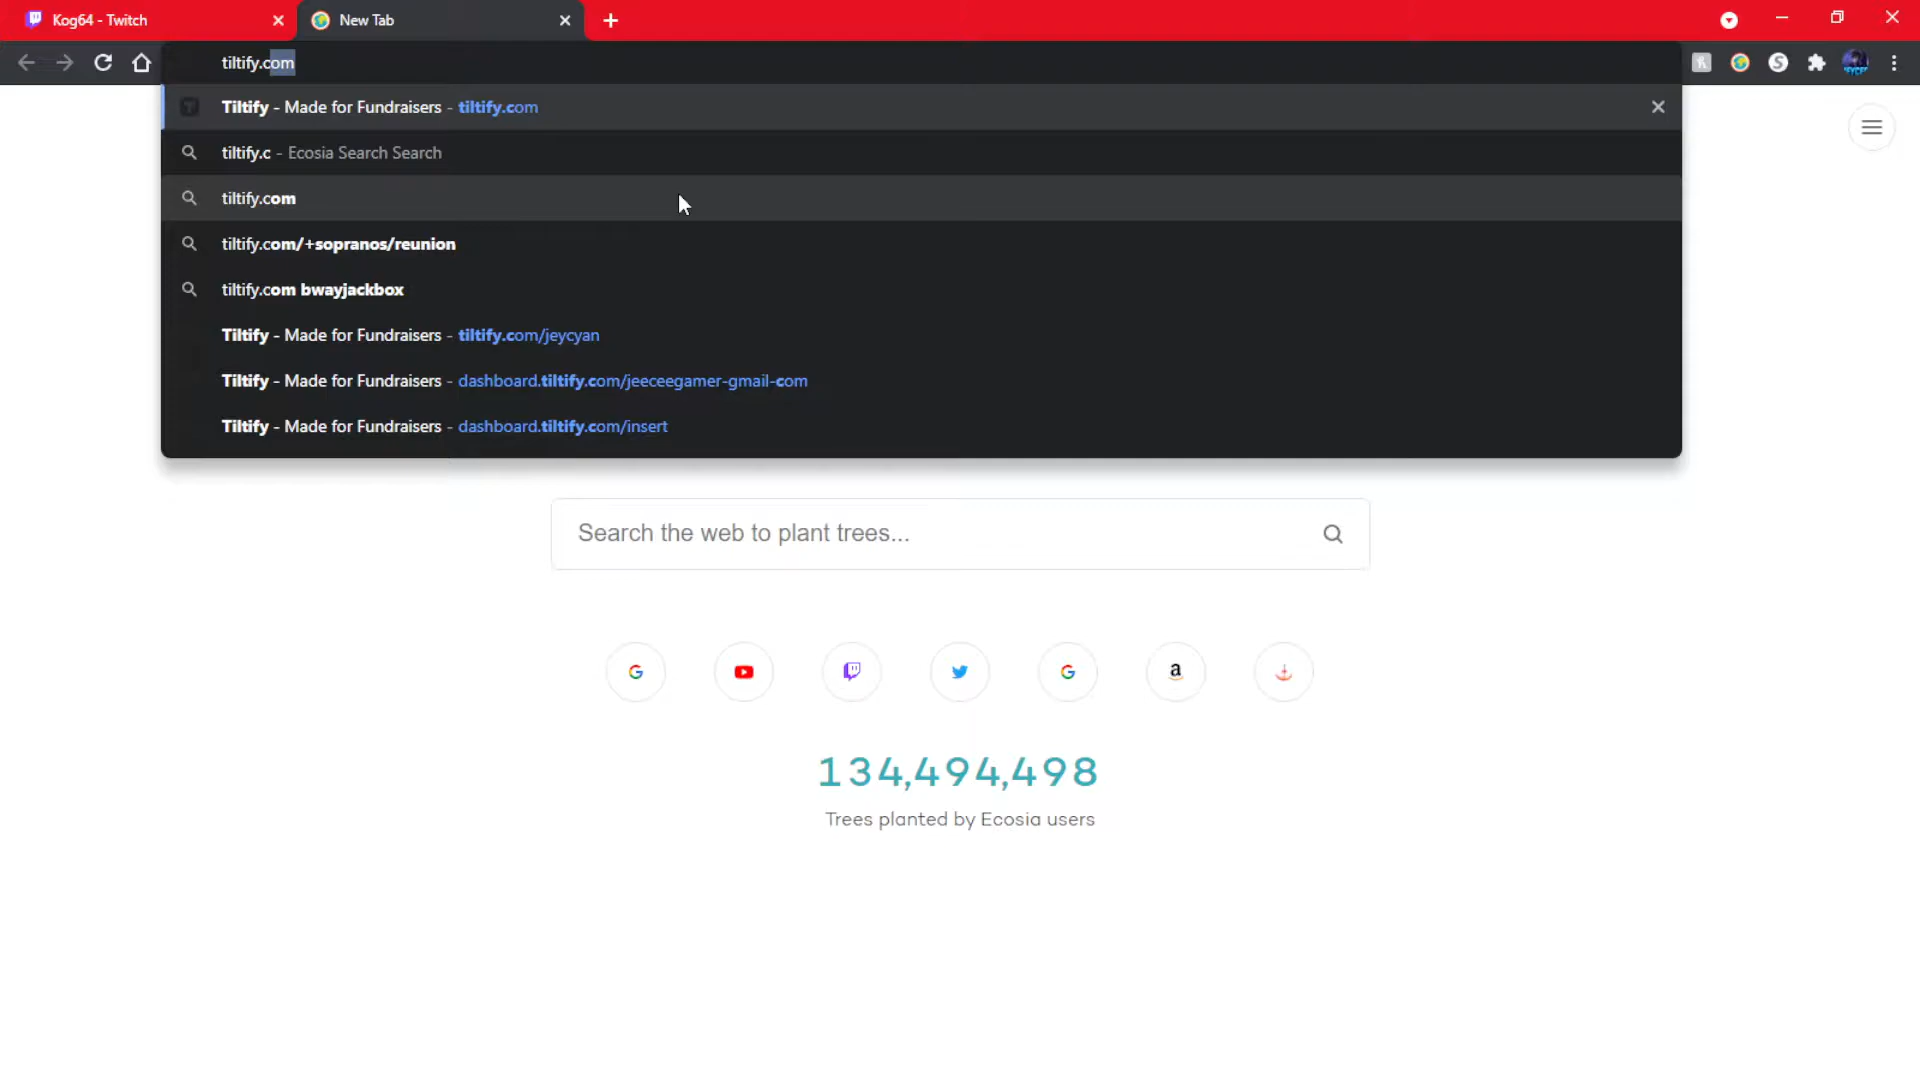 Kog64 - Twitch
New Tab
tiltify.com
Tiltify - Made for Fundraisers - tiltify.com
tiltify.c - Ecosia Search Search
tiltify.com
tiltify.com/+sopranos/reunion
tiltify.com bwayjackbox
Tiltify - Made for Fundraisers - tiltify.com/jeycyan
Tiltify - Made for Fundraisers - dashboard.tiltify.com/jeeceegamer-gmail-com
Tiltify - Made for Fundraisers - dashboard.tiltify.com/insert
Search the web to plant trees...
134,494,498
Trees planted by Ecosia users